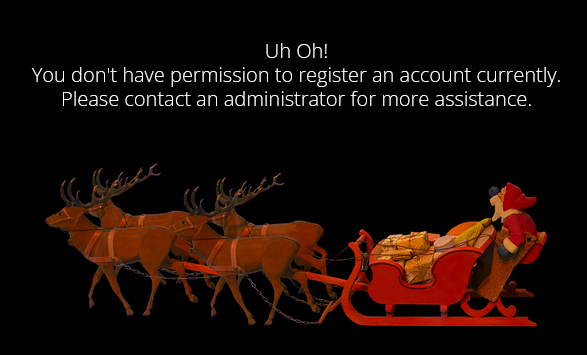 Uh Oh!
You don't have permission to register an account currently.
Please contact an administrator for more assistance.